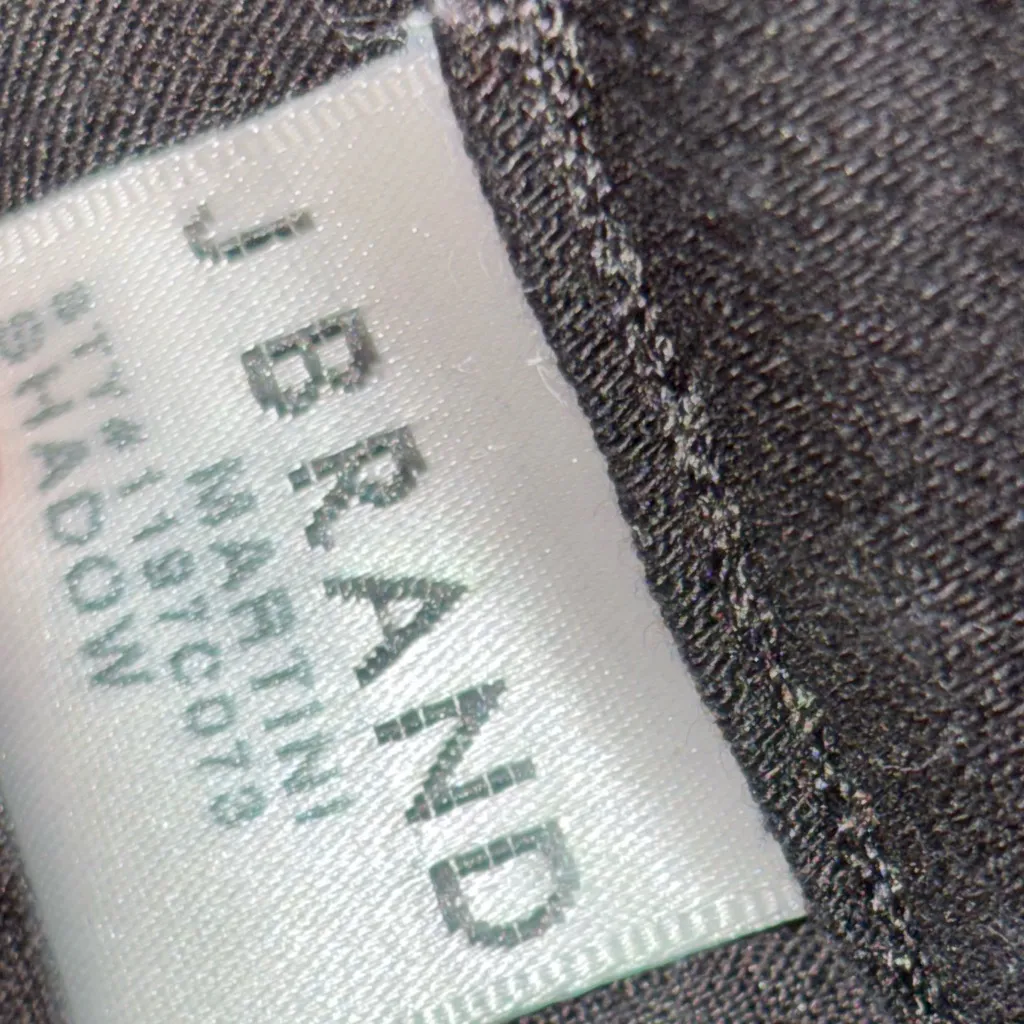 J BRAND
MARTINI
STY# 1197C073
SHADOW